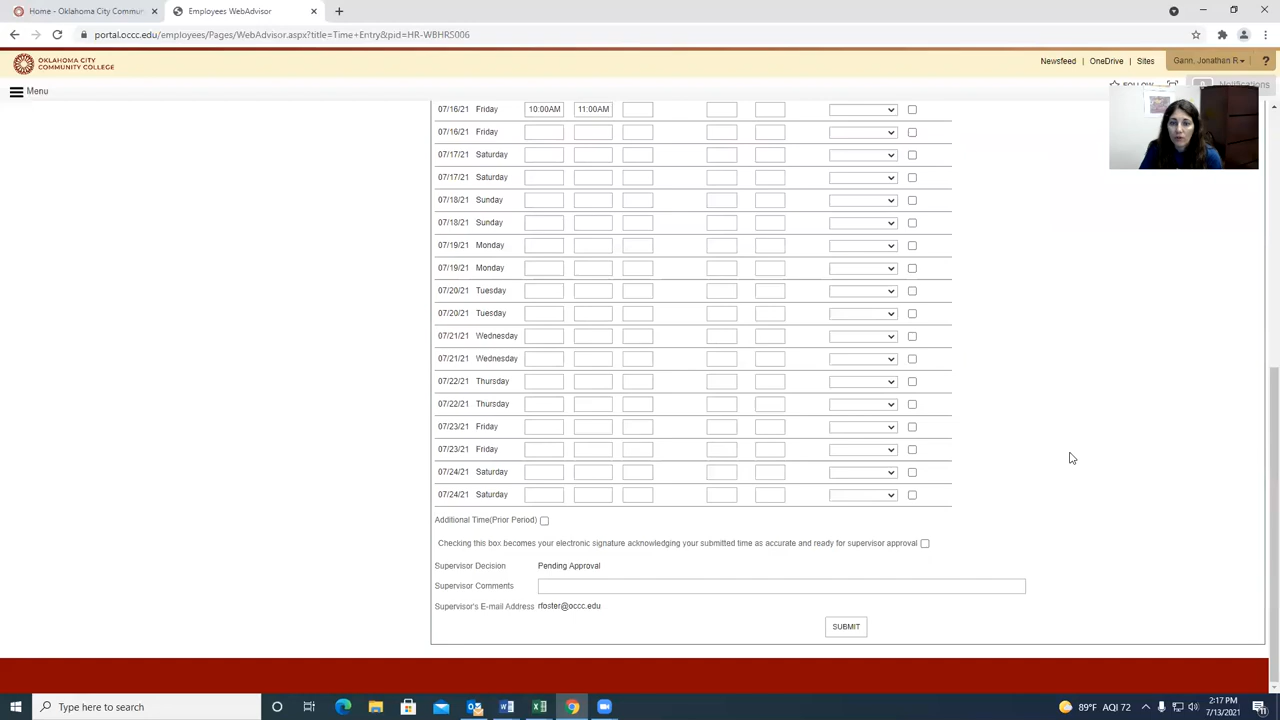 Home - Oklahoma City Commu
Employees WebAdvisor
portal.occc.edu/employees/Pages/WebAdvisor.aspx?title=Time+Entry&pid=HR-WBHRS006
OKLAHOMA CITY
COMMUNITY COLLEGE
Newsfeed
OneDrive
Sites
Gann, Jonathan R
?
Menu
FOLLOW
Notifications
07/16/21 Friday 10:00AM 11:00AM
07/16/21 Friday
07/17/21 Saturday
07/17/21 Saturday
07/18/21 Sunday
07/18/21 Sunday
07/19/21 Monday
07/19/21 Monday
07/20/21 Tuesday
07/20/21 Tuesday
07/21/21 Wednesday
07/21/21 Wednesday
07/22/21 Thursday
07/22/21 Thursday
07/23/21 Friday
07/23/21 Friday
07/24/21 Saturday
07/24/21 Saturday
Additional Time(Prior Period)
Checking this box becomes your electronic signature acknowledging your submitted time as accurate and ready for supervisor approval
Supervisor Decision Pending Approval
Supervisor Comments
Supervisor's E-mail Address rfoster@occc.edu
SUBMIT
Type here to search
89°F AQI 72
2:17 PM
7/13/2021